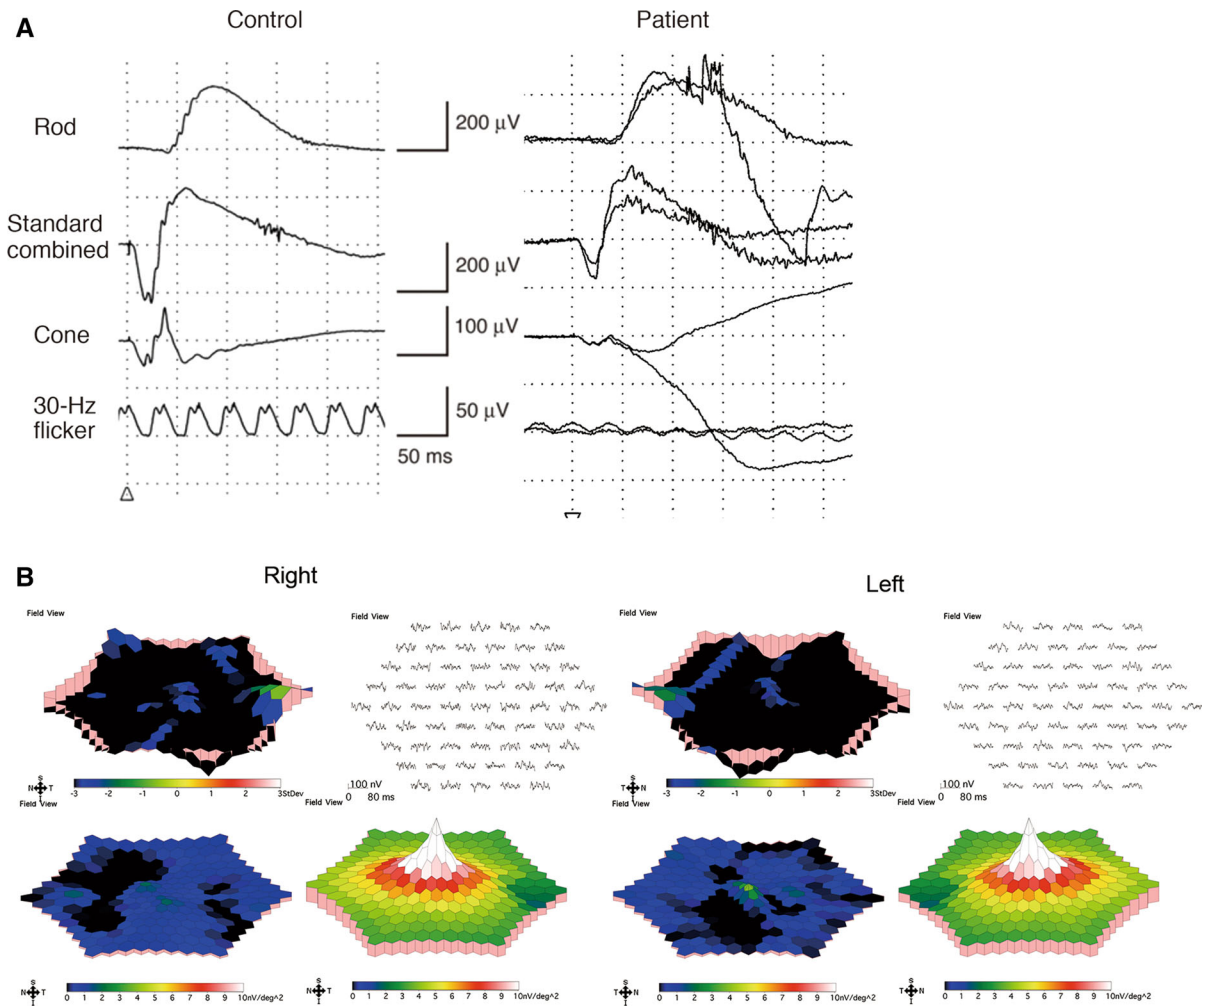 A
Control
Patient
Rod
200 µV
Standard
combined
200 µV
Cone
100 µV
30-Hz
flicker
50 µV
50 ms
B
Right
Left
Field View
Field View
Field View
Field View
S
N T
I
-3 -2 -1 0 1 2 3StDev
100 nV
0 80 ms
S
T N
I
-3 -2 -1 0 1 2 3StDev
100 nV
0 80 ms
Field View
Field View
Field View
Field View
S
N T
I
0 1 2 3 4 5 6 7 8 9 10nV/deg^2
S
N T
I
0 1 2 3 4 5 6 7 8 9 10nV/deg^2
S
T N
I
0 1 2 3 4 5 6 7 8 9 10nV/deg^2
S
T N
I
0 1 2 3 4 5 6 7 8 9 10nV/deg^2